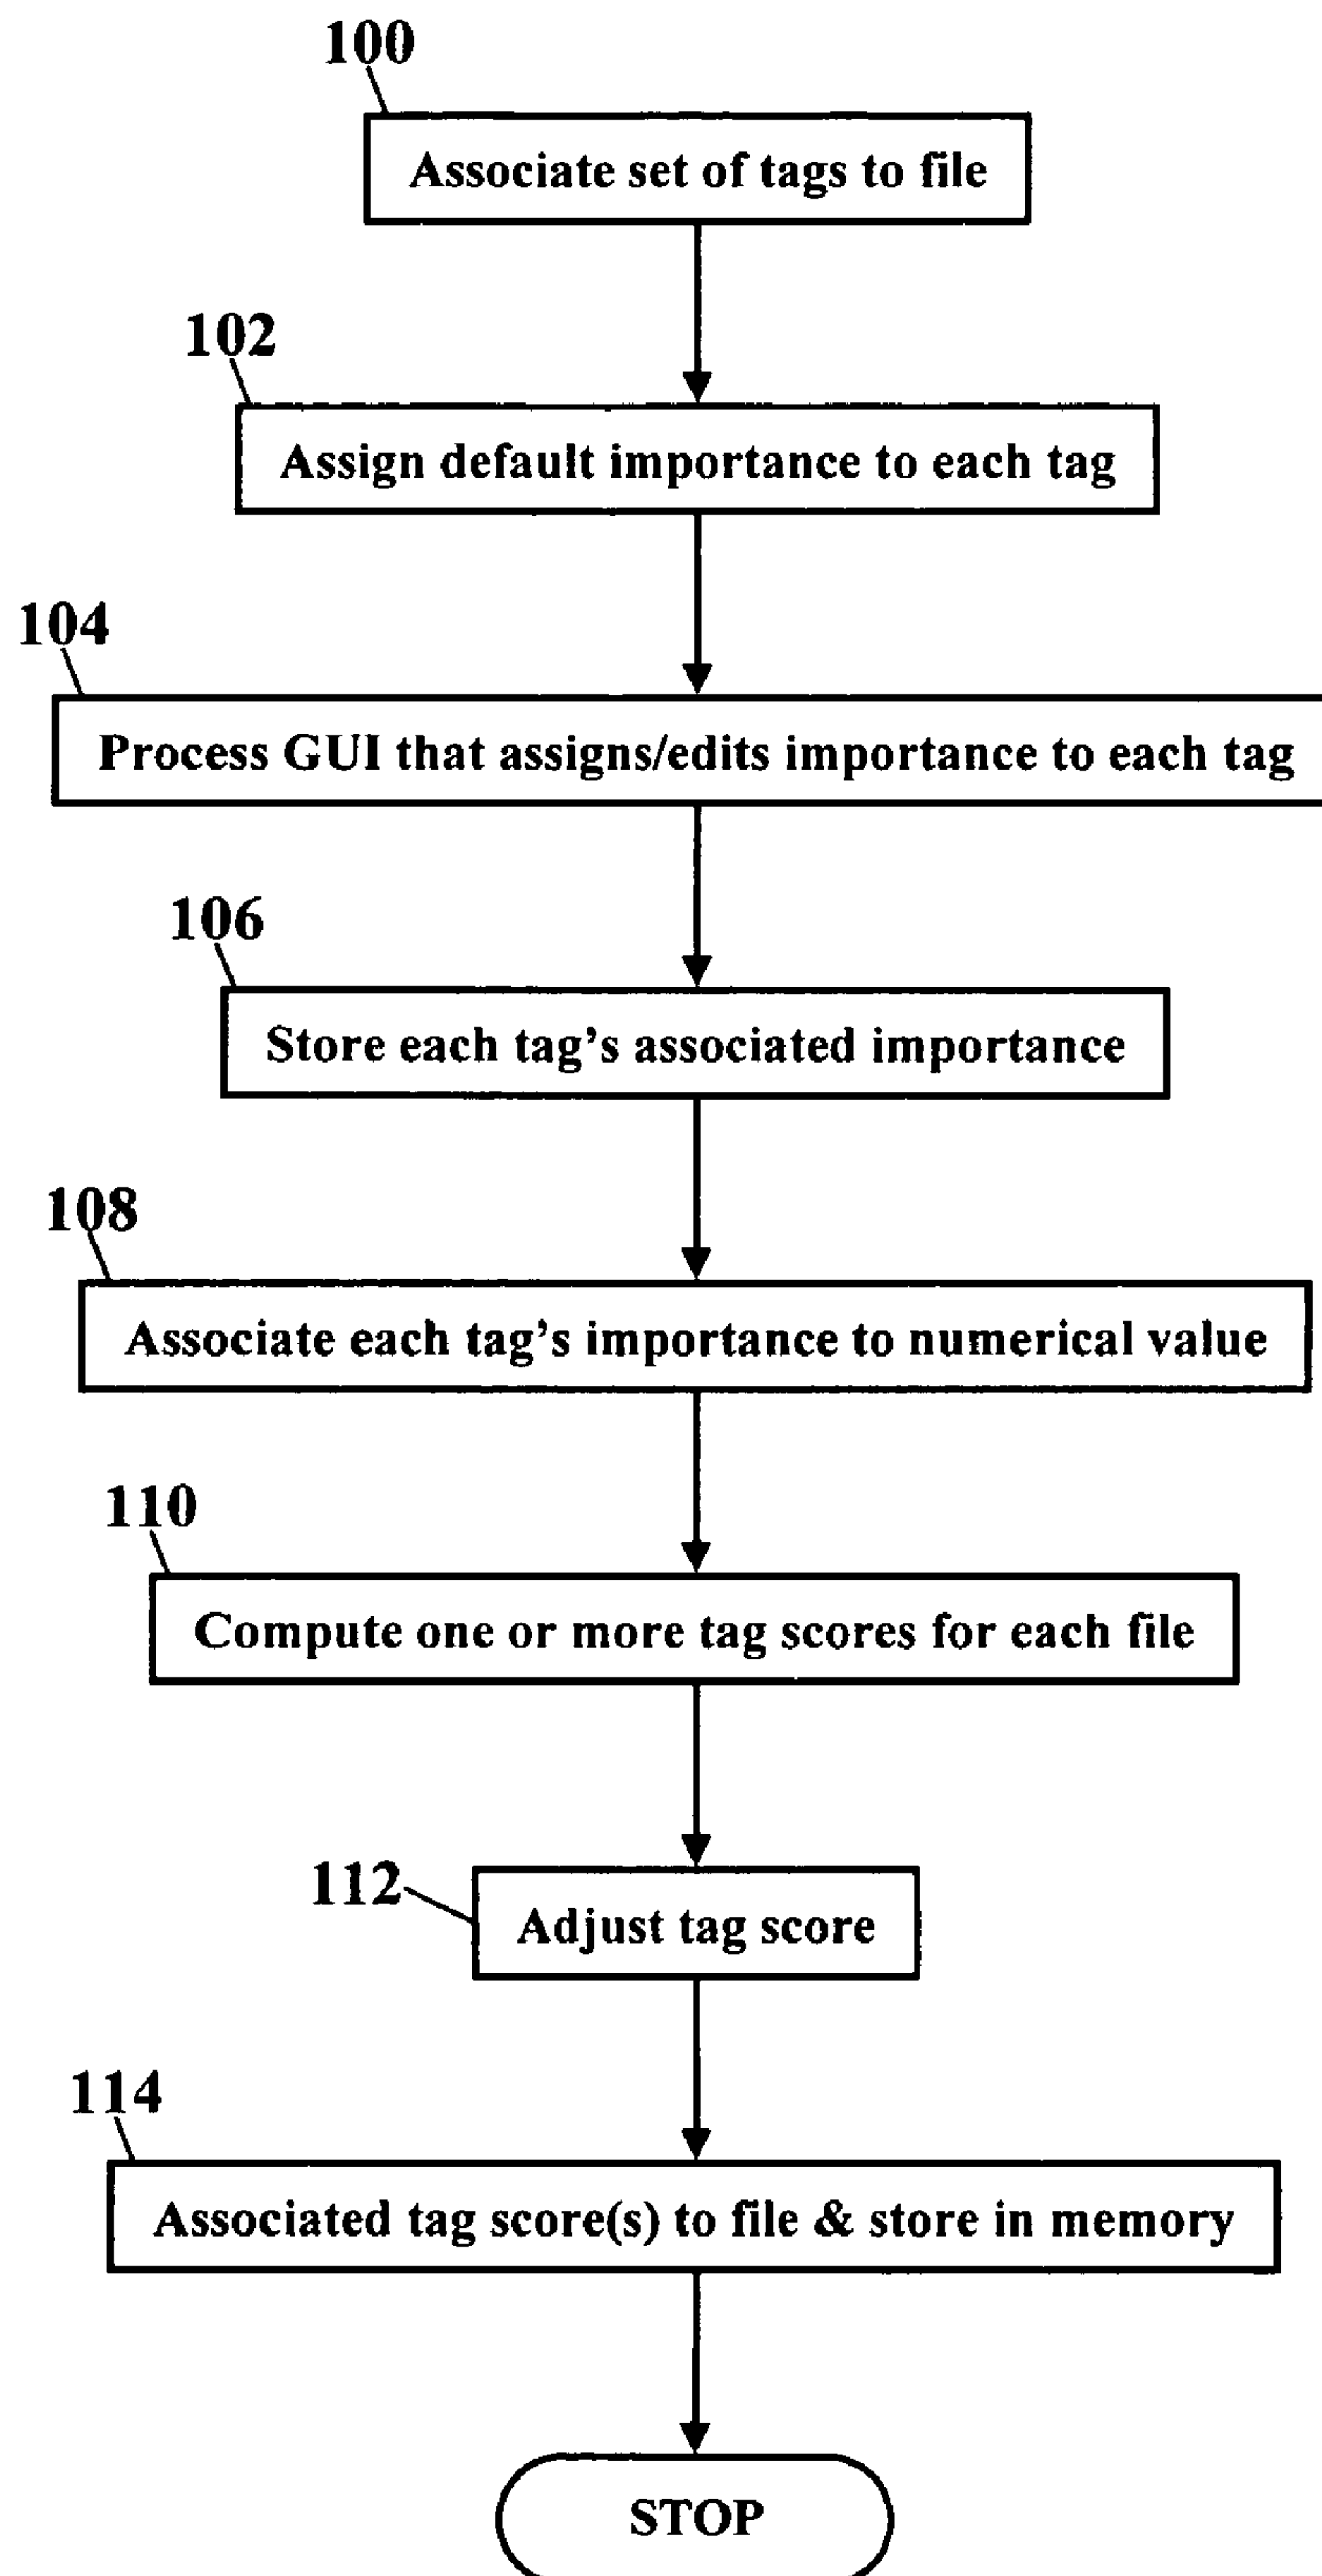 100
Associate set of tags to file
102
Assign default importance to each tag
104
Process GUI that assigns/edits importance to each tag
106
Store each tag's associated importance
108
Associate each tag's importance to numerical value
110
Compute one or more tag scores for each file
112
Adjust tag score
114
Associated tag score(s) to file & store in memory
STOP